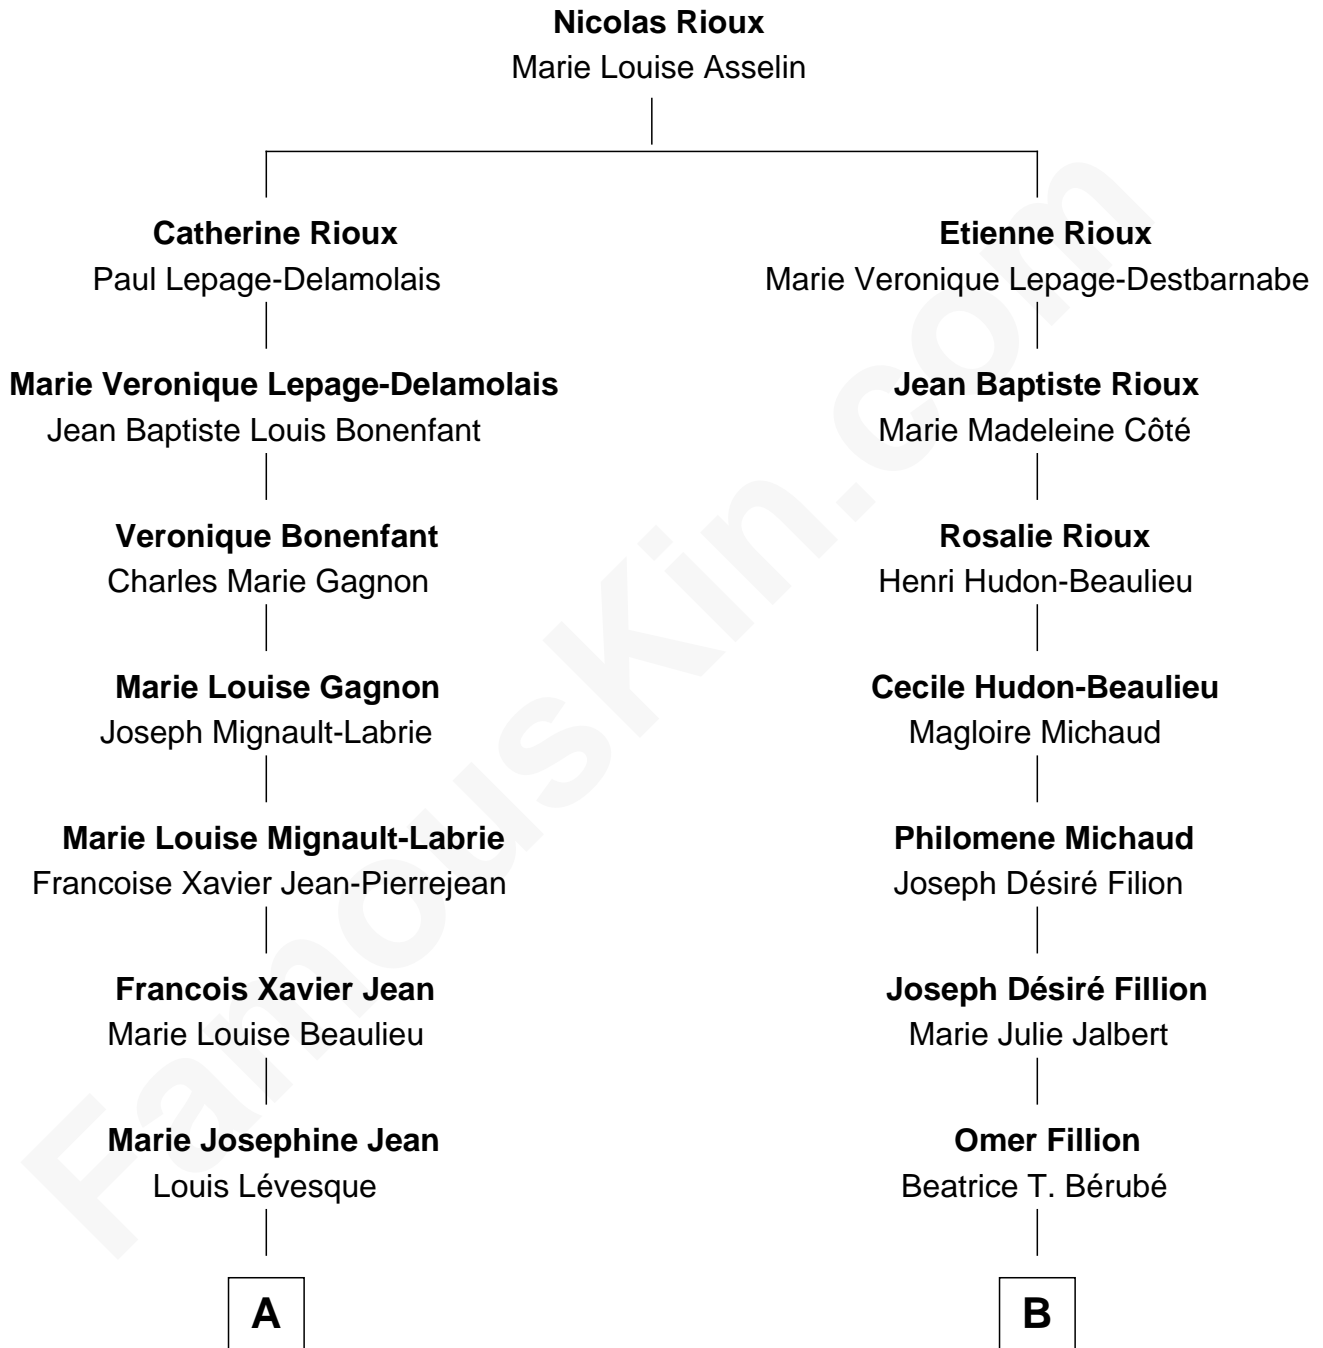 Nicolas Rioux
Marie Louise Asselin
Catherine Rioux
Paul Lepage-Delamolais
Etienne Rioux
Marie Veronique Lepage-Destbarnabe
Marie Veronique Lepage-Delamolais
Jean Baptiste Louis Bonenfant
Jean Baptiste Rioux
Marie Madeleine Côté
Veronique Bonenfant
Charles Marie Gagnon
Rosalie Rioux
Henri Hudon-Beaulieu
Marie Louise Gagnon
Joseph Mignault-Labrie
Cecile Hudon-Beaulieu
Magloire Michaud
Marie Louise Mignault-Labrie
Francoise Xavier Jean-Pierrejean
Philomene Michaud
Joseph Désiré Filion
Francois Xavier Jean
Marie Louise Beaulieu
Joseph Désiré Fillion
Marie Julie Jalbert
Marie Josephine Jean
Louis Lévesque
Omer Fillion
Beatrice T. Bérubé
A
B
FamousKin.com